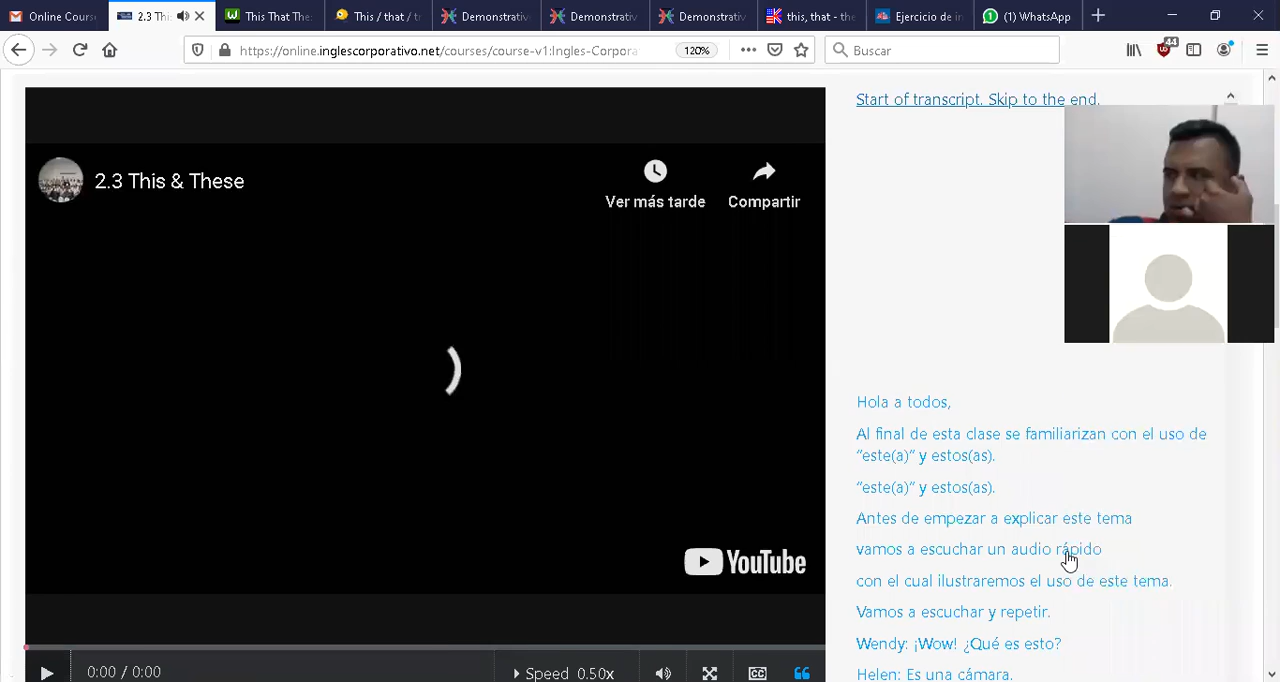 Online Cours
2.3 This
This That The
This / that / t
Demonstrativ
Demonstrativ
Demonstrativ
this, that - the
Ejercicio de in
(1) WhatsApp
https://online.inglescorporativo.net/courses/course-v1:Ingles-Corpora
120%
Buscar
44
2.3 This & These
Ver más tarde
Compartir
YouTube
0:00 / 0:00
Speed 0.50x
CC
Start of transcript. Skip to the end.
Hola a todos,
Al final de esta clase se familiarizan con el uso de
“este(a)” y estos(as).
“este(a)” y estos(as).
Antes de empezar a explicar este tema
vamos a escuchar un audio rápido
con el cual ilustraremos el uso de este tema.
Vamos a escuchar y repetir.
Wendy: ¡Wow! ¿Qué es esto?
Helen: Es una cámara.